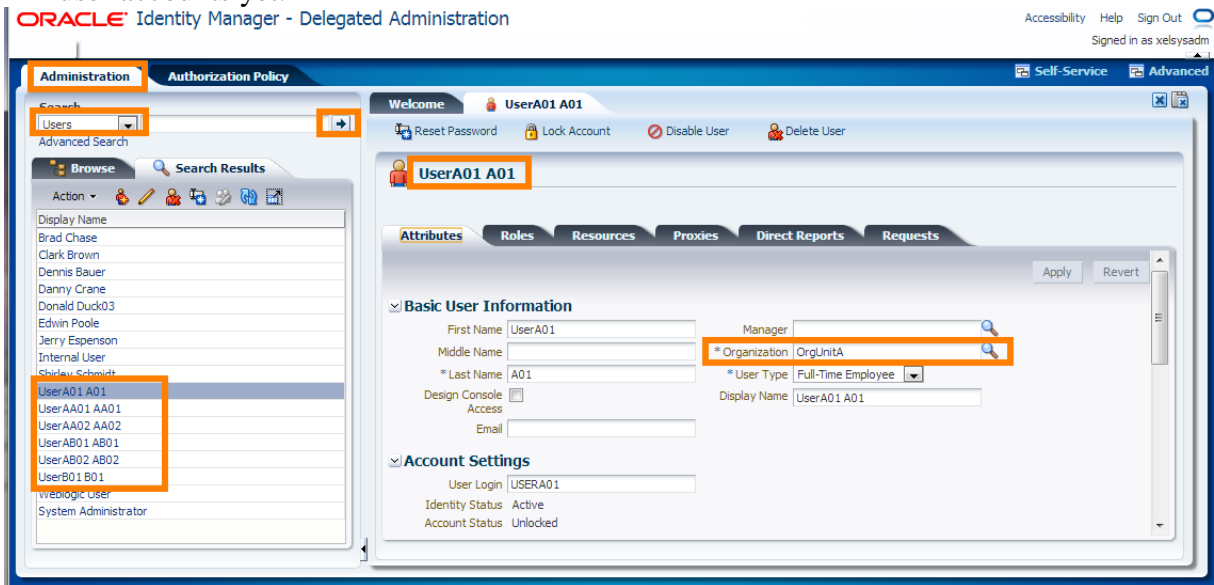 ORACLE Identity Manager - Delegated Administration
Accessibility Help Sign Out
Signed in as xelsysadm
Administration Authorization Policy
Self-Service Advanced
Search
Users
Advanced Search
Browse Search Results
Action
Display Name
Brad Chase
Clark Brown
Dennis Bauer
Danny Crane
Donald Duck03
Edwin Poole
Jerry Espenson
Internal User
Shirley Schmidt
UserA01 A01
UserAA01 AA01
UserAA02 AA02
UserAB01 AB01
UserAB02 AB02
UserB01 B01
Weblogic User
System Administrator
Welcome UserA01 A01
Reset Password Lock Account Disable User Delete User
UserA01 A01
Attributes Roles Resources Proxies Direct Reports Requests
Apply Revert
Basic User Information
First Name UserA01 Manager
Middle Name * Organization OrgUnitA
* Last Name A01 * User Type Full-Time Employee
Design Console Display Name UserA01 A01
Access
Email
Account Settings
User Login USERA01
Identity Status Active
Account Status Unlocked